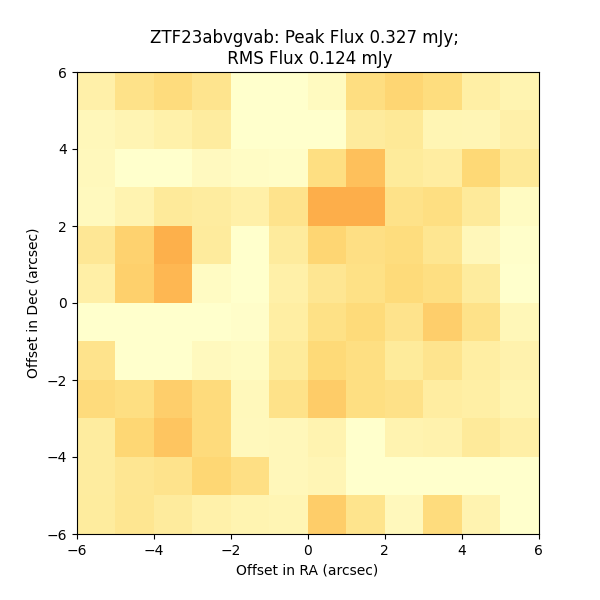 ZTF23abvgvab: Peak Flux 0.327 mJy;
RMS Flux 0.124 mJy
6
4
2
0
−2
−4
−6
Offset in Dec (arcsec)
−6 −4 −2 0 2 4 6
Offset in RA (arcsec)